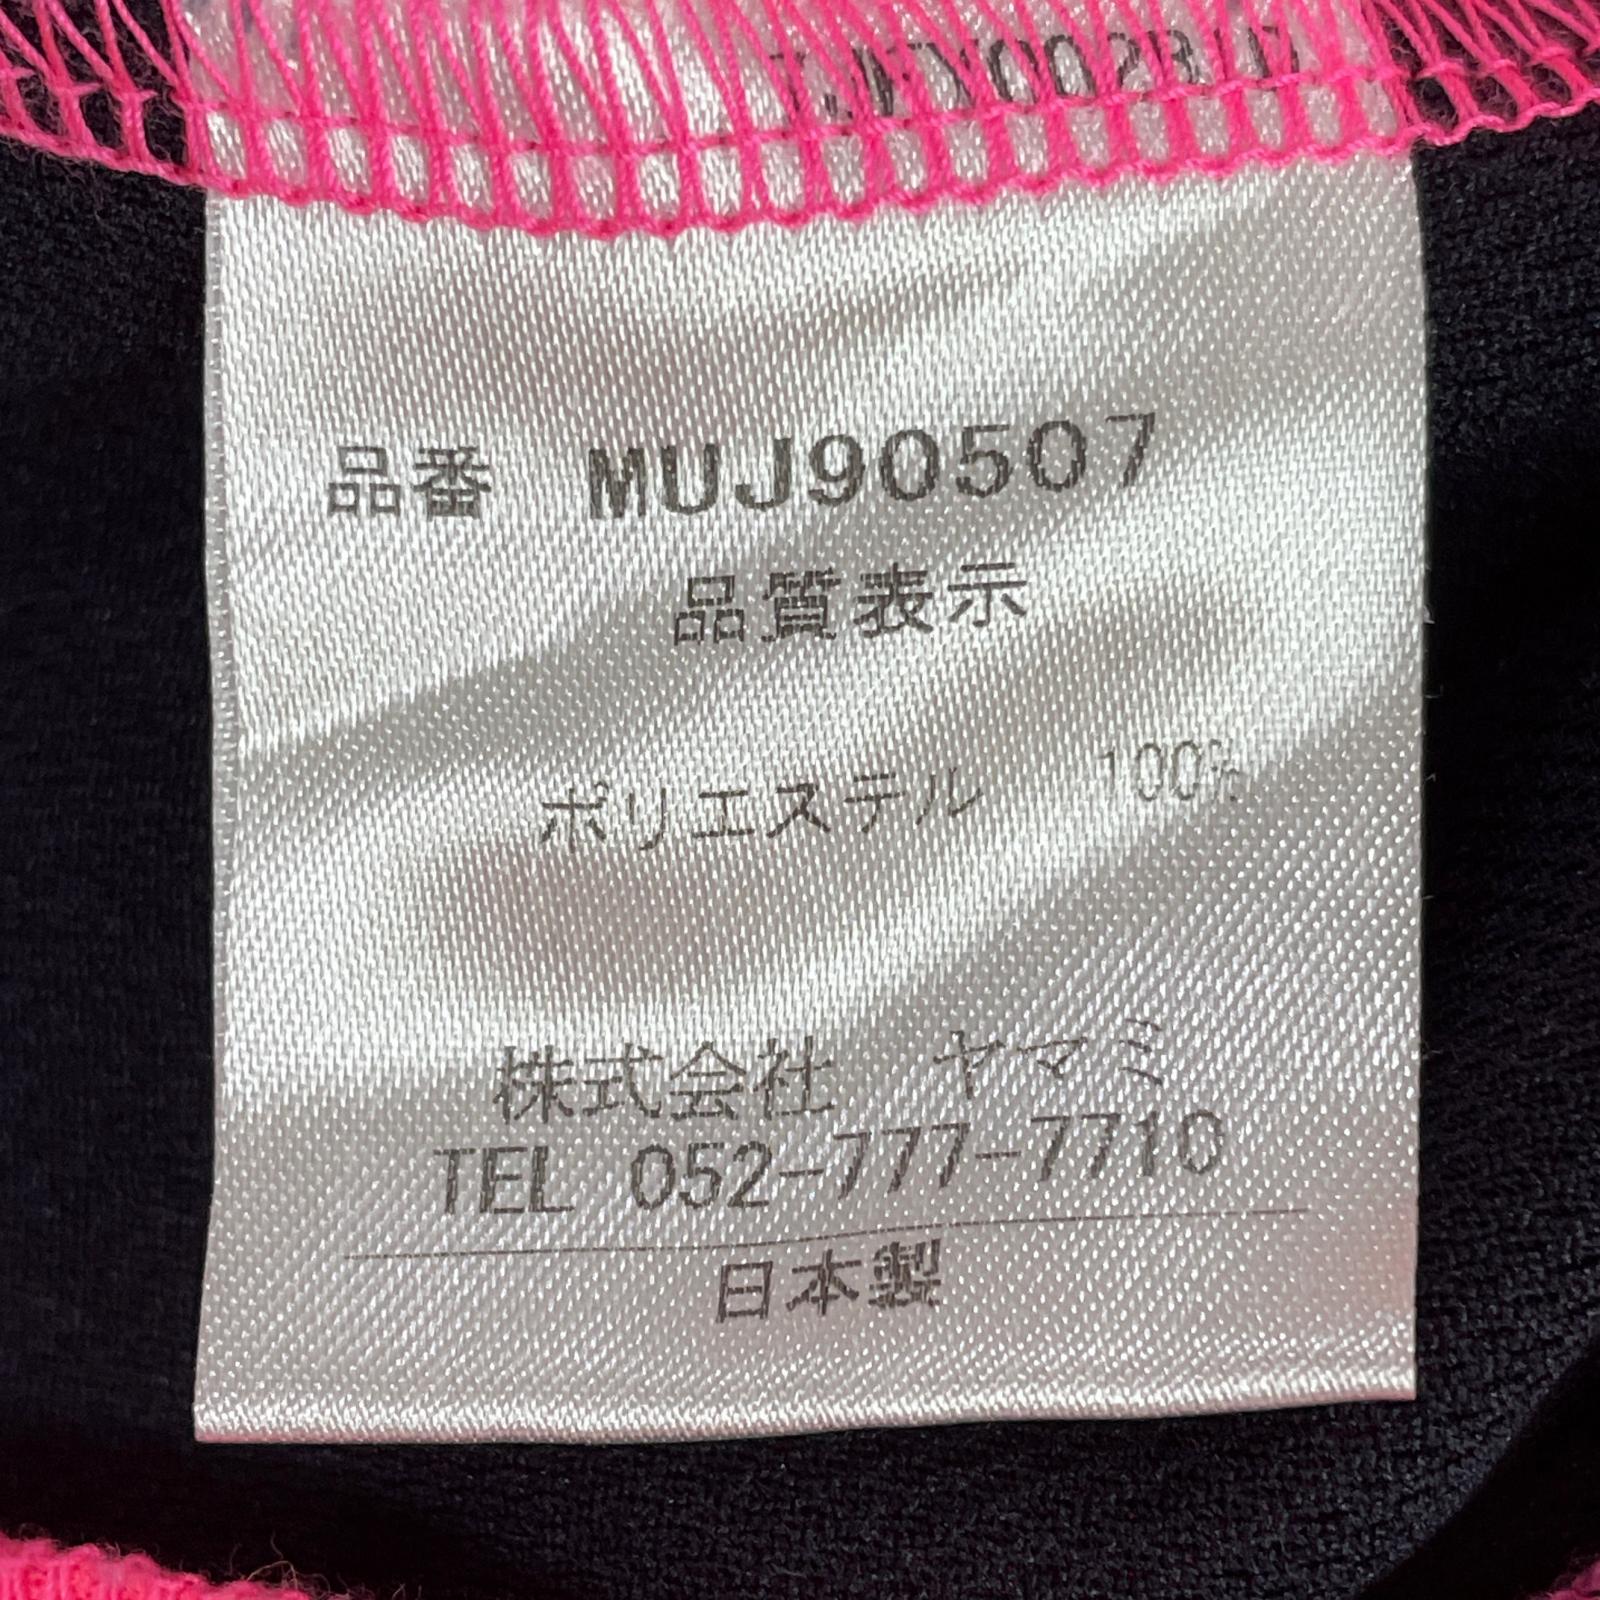 品番 MUJ90507
品質表示
ポリエステル 100%
株式会社 ヤマミ
TEL 052-777-7710
日本製